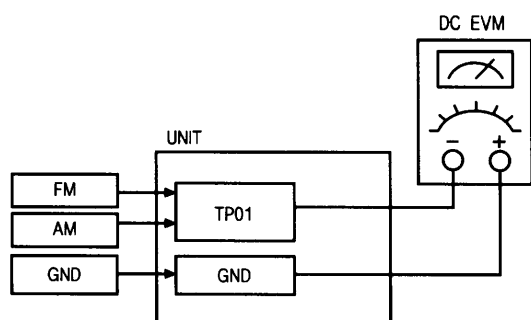 DC EVM
− +
UNIT
FM
AM
GND
TP01
GND